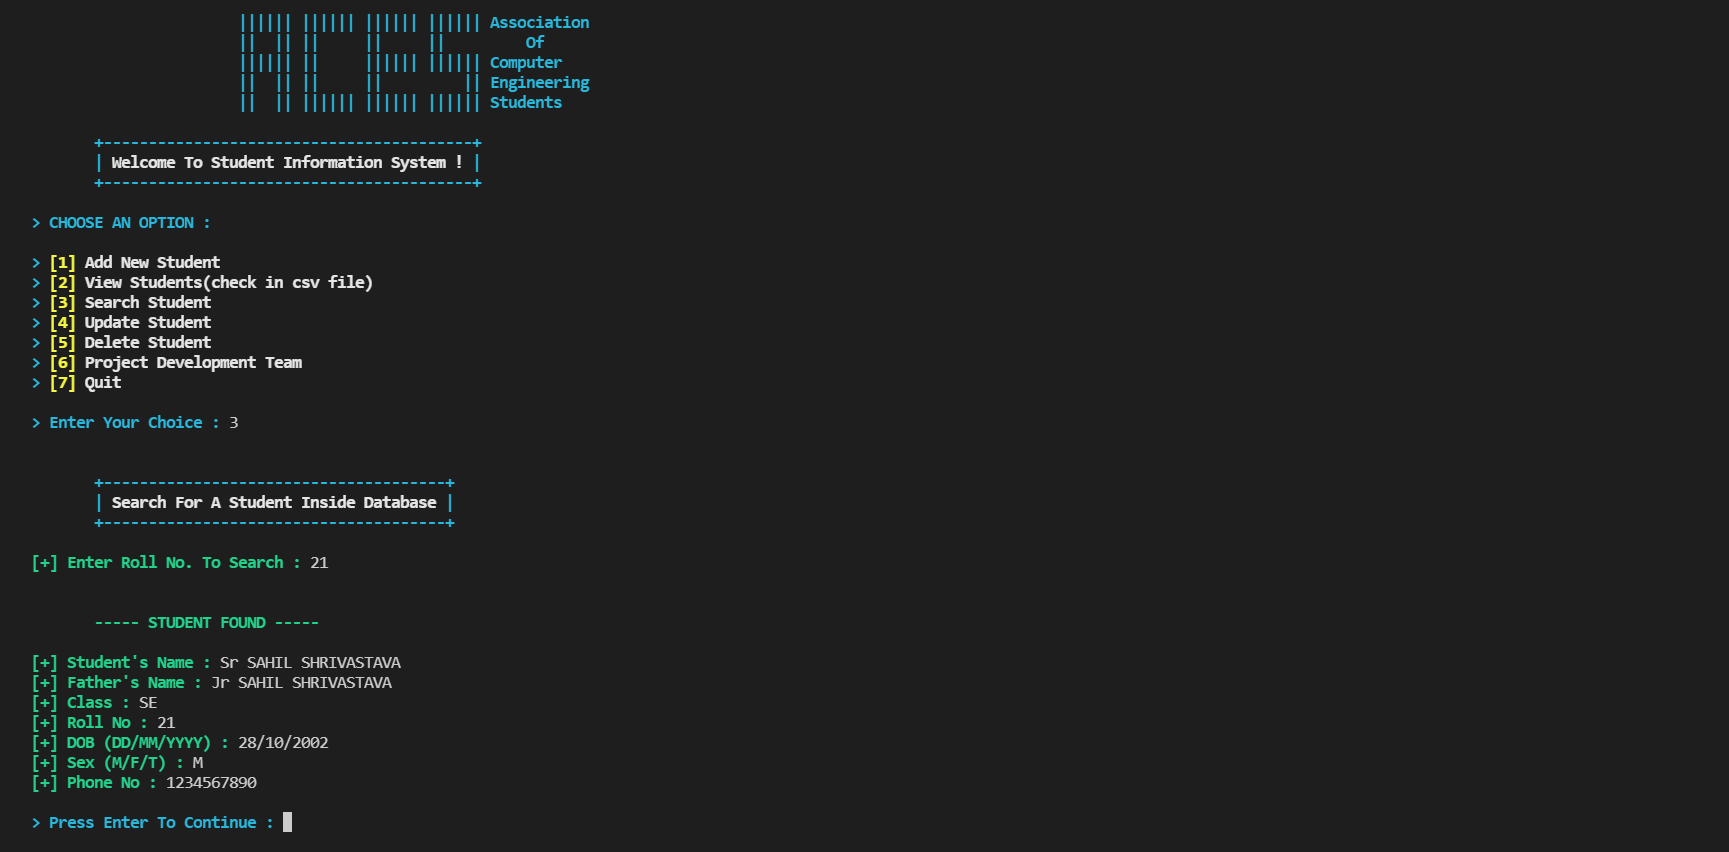 |||||| |||||| |||||| |||||| Association
||  || ||     ||     ||         Of
|||||| ||     |||||| |||||| Computer
||  || ||     ||         || Engineering
||  || |||||| |||||| |||||| Students
+-----------------------------------------+
| Welcome To Student Information System ! |
+-----------------------------------------+
> CHOOSE AN OPTION :
> [1] Add New Student
> [2] View Students(check in csv file)
> [3] Search Student
> [4] Update Student
> [5] Delete Student
> [6] Project Development Team
> [7] Quit
> Enter Your Choice : 3
+--------------------------------------+
| Search For A Student Inside Database |
+--------------------------------------+
[+] Enter Roll No. To Search : 21
----- STUDENT FOUND -----
[+] Student's Name : Sr SAHIL SHRIVASTAVA
[+] Father's Name : Jr SAHIL SHRIVASTAVA
[+] Class : SE
[+] Roll No : 21
[+] DOB (DD/MM/YYYY) : 28/10/2002
[+] Sex (M/F/T) : M
[+] Phone No : 1234567890
> Press Enter To Continue :